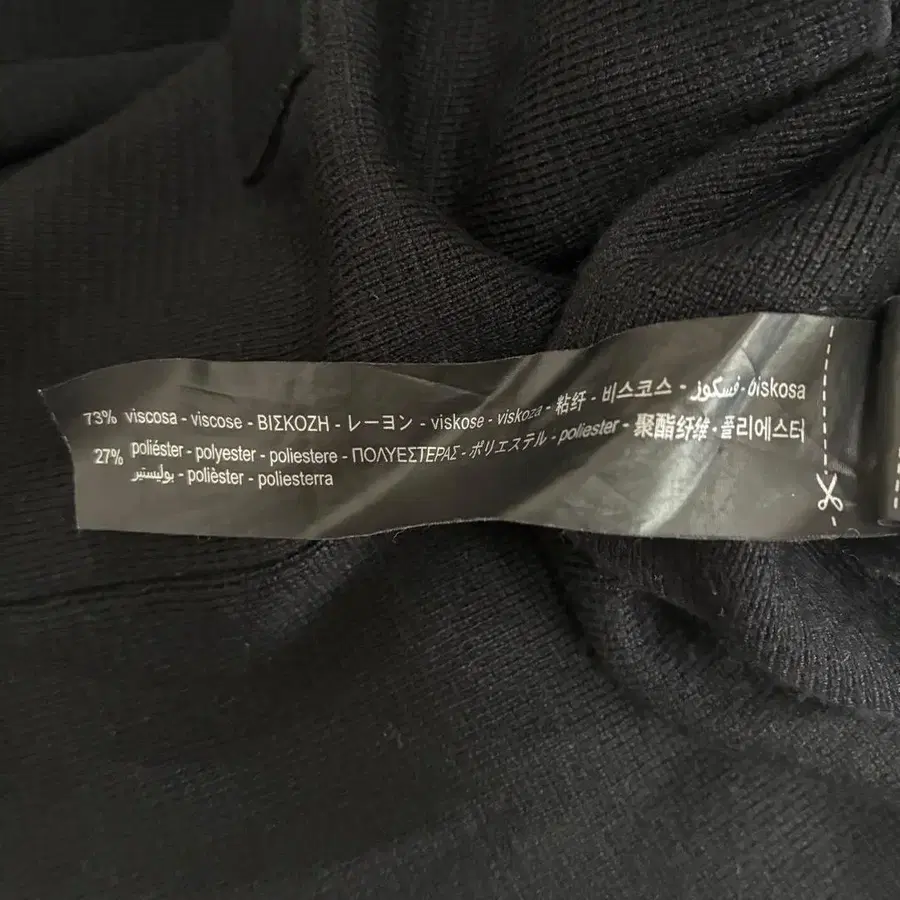 73% viscosa - viscose - ΒΙΣΚΟΖΗ - レーヨン - viskose - viskoza - 粘纤 - 비스코스 - فسكوز - biskosa
27% poliéster - polyester - poliestere - ΠΟΛΥΕΣΤΕΡΑΣ - ポリエステル - poliester - 聚酯纤维 - 폴리에스터
بوليستير - polièster - poliesterra